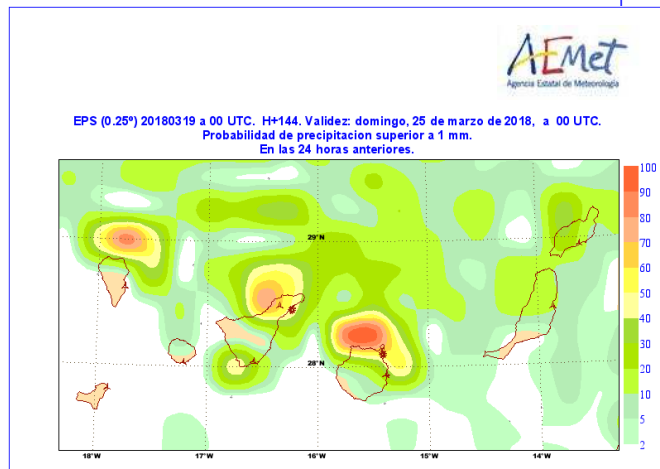 AEMet
Agencia Estatal de Meteorología
EPS (0.25º) 20180319 a 00 UTC. H+144. Validez: domingo, 25 de marzo de 2018, a 00 UTC.
Probabilidad de precipitacion superior a 1 mm.
En las 24 horas anteriores.
100
90
80
70
60
50
40
30
20
10
5
2
29°N
28°N
18°W
17°W
16°W
15°W
14°W